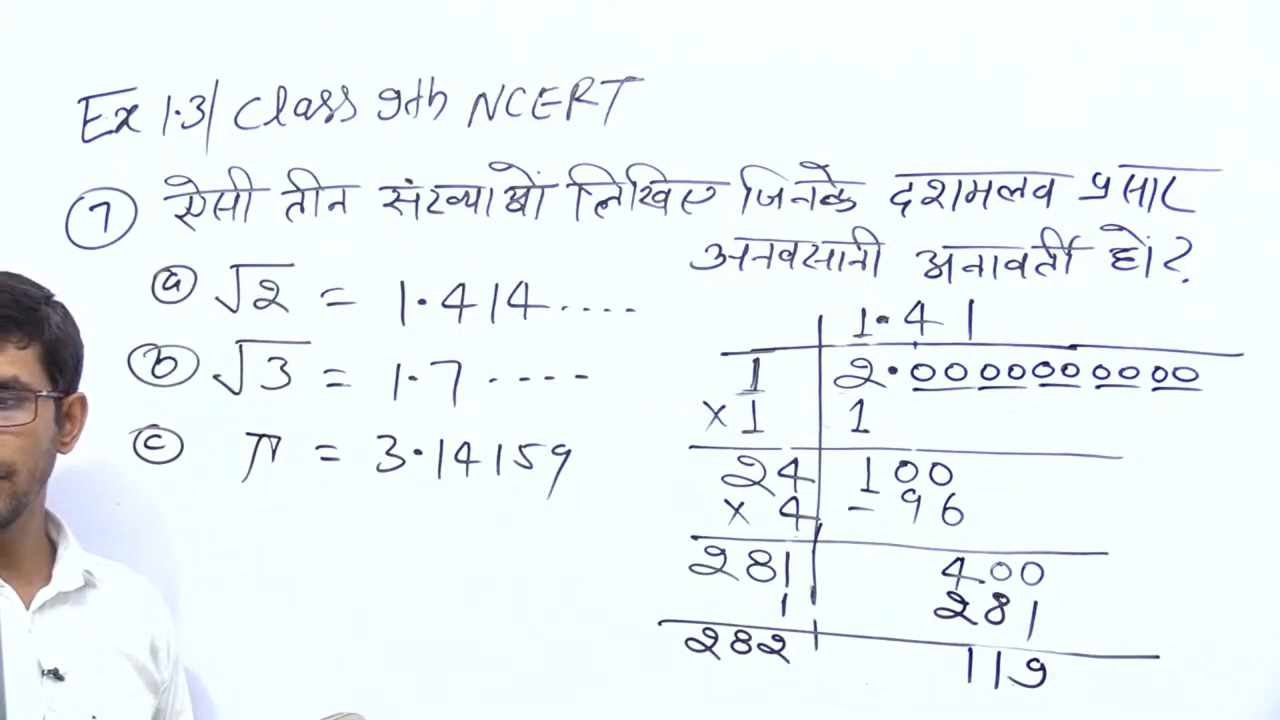 Ex 1.3/ Class 9th NCERT
⑦ ऐसी तीन संख्याओं लिखिए जिनके दशमलव प्रसार
अनवसानी अनावर्ती हों?
ⓐ √2 = 1.414....
ⓑ √3 = 1.7....
ⓒ π = 3.14159
1.41
1 | 2.0000000000
×1 | 1
24 | 100
× 4 | - 96
281 | 400
1 | 281
282 | 119